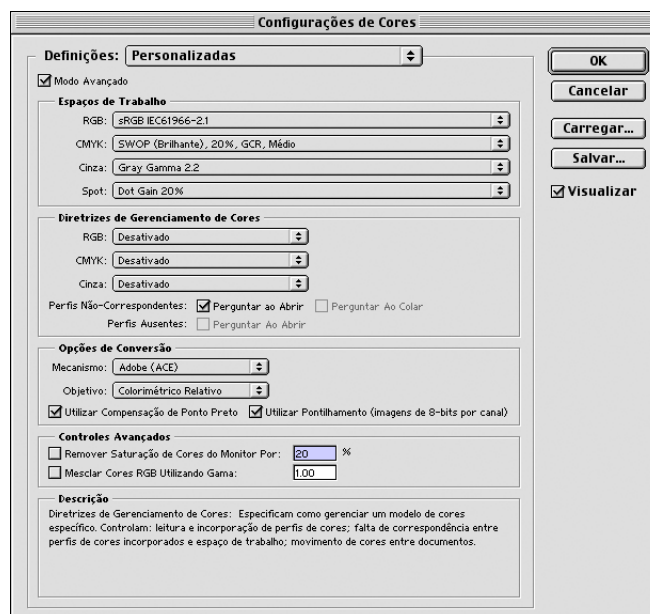 Configurações de Cores
Definições: Personalizadas
OK
Modo Avançado
Cancelar
Espaços de Trabalho
RGB: sRGB IEC61966-2.1
Carregar...
CMYK: SWOP (Brilhante), 20%, GCR, Médio
Salvar...
Cinza: Gray Gamma 2.2
Spot: Dot Gain 20%
Visualizar
Diretrizes de Gerenciamento de Cores
RGB: Desativado
CMYK: Desativado
Cinza: Desativado
Perfis Não-Correspondentes: Perguntar ao Abrir Perguntar Ao Colar
Perfis Ausentes: Perguntar Ao Abrir
Opções de Conversão
Mecanismo: Adobe (ACE)
Objetivo: Colorimétrico Relativo
Utilizar Compensação de Ponto Preto Utilizar Pontilhamento (imagens de 8-bits por canal)
Controles Avançados
Remover Saturação de Cores do Monitor Por: 20 %
Mesclar Cores RGB Utilizando Gama: 1.00
Descrição
Diretrizes de Gerenciamento de Cores: Especificam como gerenciar um modelo de cores
específico. Controlam: leitura e incorporação de perfis de cores; falta de correspondência entre
perfis de cores incorporados e espaço de trabalho; movimento de cores entre documentos.